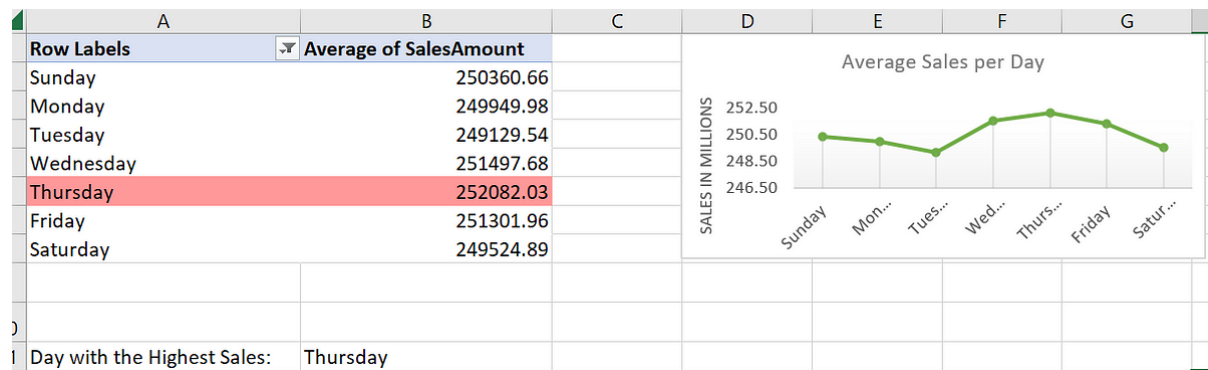 A B C D E F G
Row Labels Average of SalesAmount
Sunday 250360.66
Monday 249949.98
Tuesday 249129.54
Wednesday 251497.68
Thursday 252082.03
Friday 251301.96
Saturday 249524.89
Day with the Highest Sales: Thursday
Average Sales per Day
SALES IN MILLIONS
252.50
250.50
248.50
246.50
Sunday Mon... Tues... Wed... Thurs... Friday Satur...